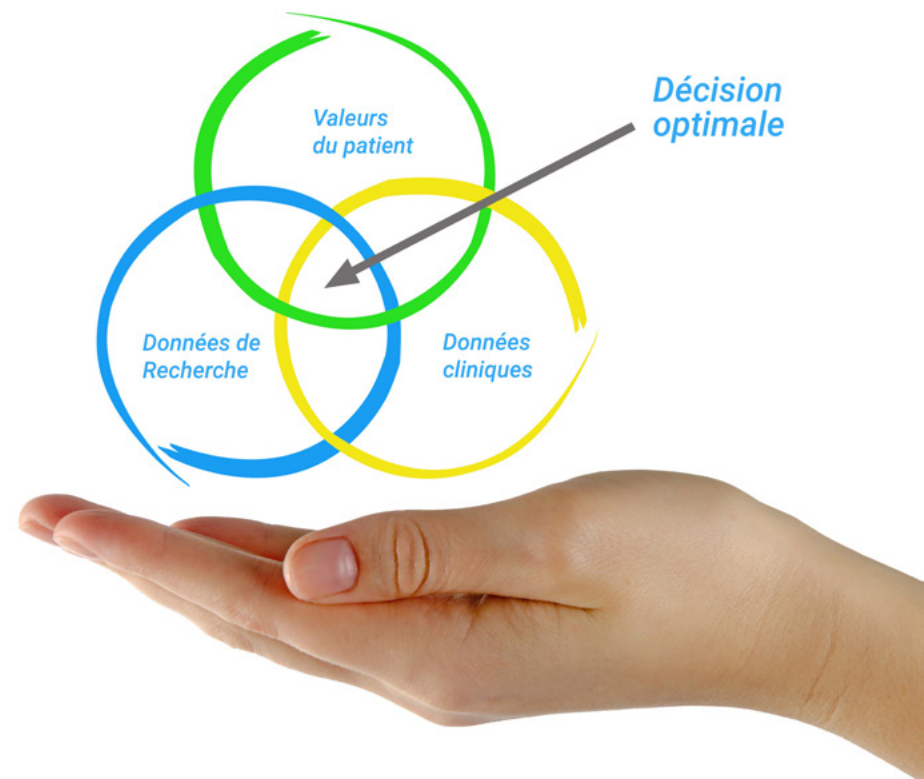 Décision
optimale
Valeurs
du patient
Données de
Recherche
Données
cliniques